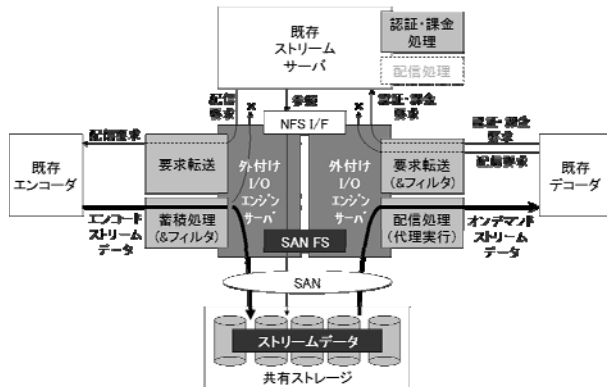 既存
ストリーム
サーバ
認証・課金
処理
配信処理
配信
要求
×
参照
×
認証・課金
要求
NFS I/F
配信要求
認証・課金
要求
配信要求
既存
エンコーダ
要求転送
外付け
I/O
エンジン
サーバ
外付け
I/O
エンジン
サーバ
要求転送
(&フィルタ)
既存
デコーダ
エンコード
ストリーム
データ
蓄積処理
(&フィルタ)
配信処理
(代理実行)
オンデマンド
ストリーム
データ
SAN FS
SAN
ストリームデータ
共有ストレージ